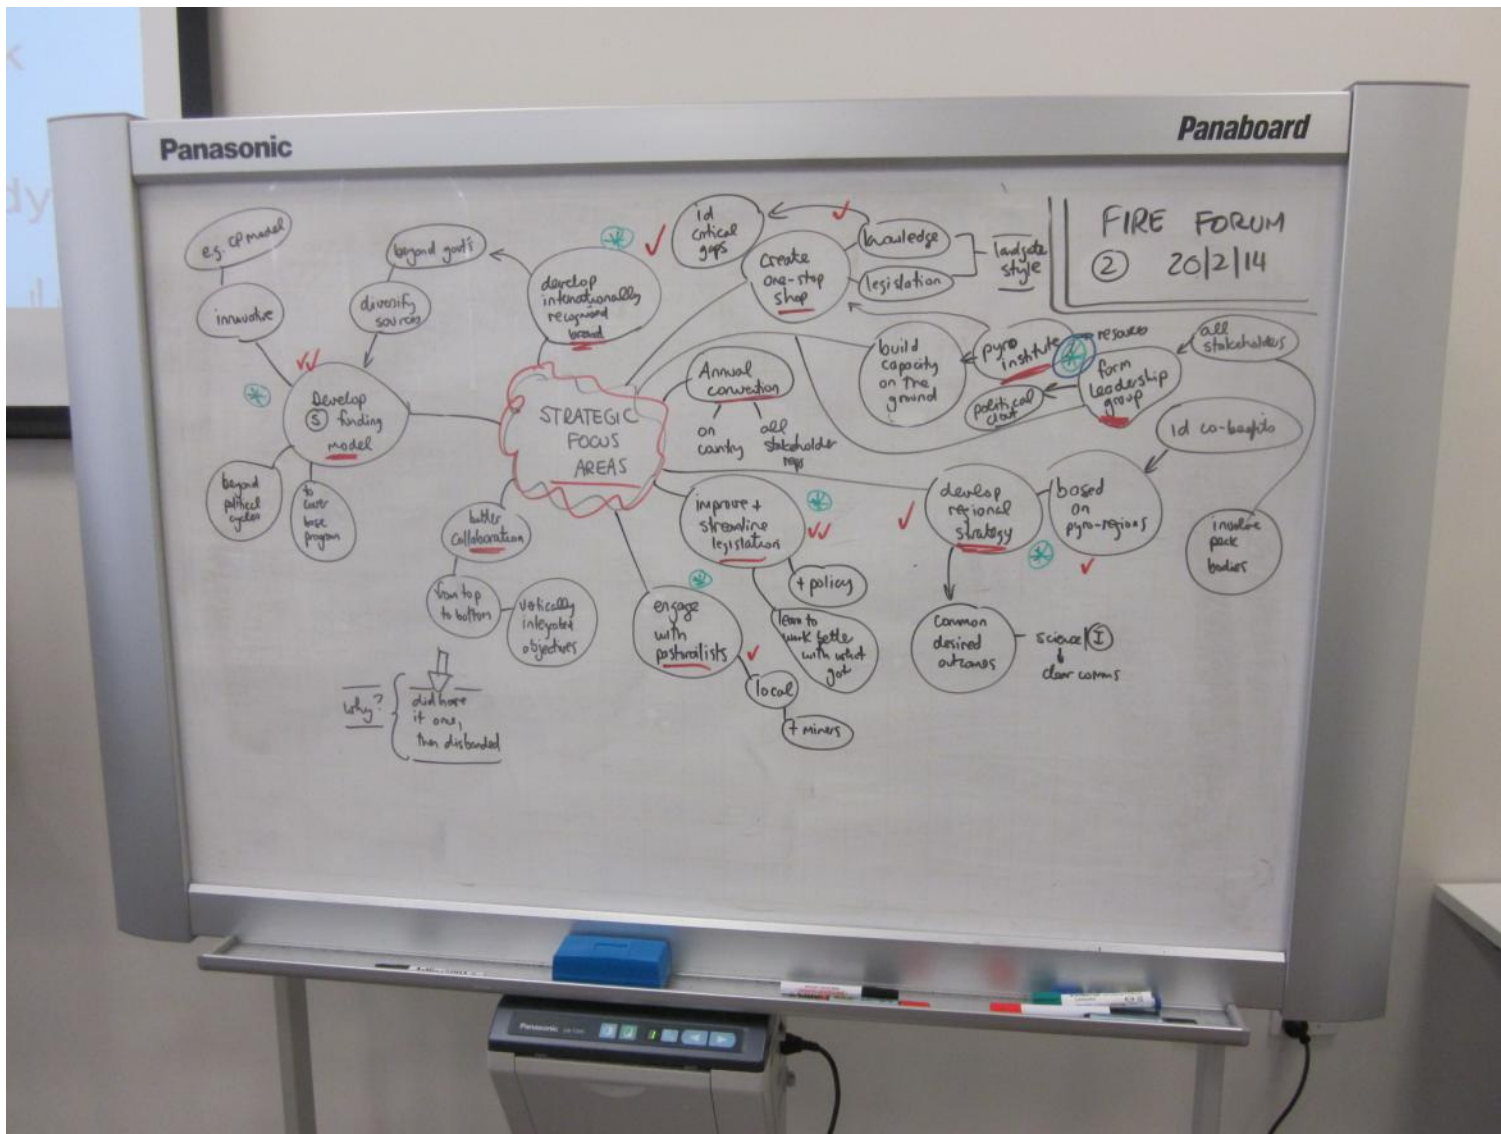 Panasonic
Panaboard
FIRE FORUM
② 20/2/14
STRATEGIC
FOCUS
AREAS
e.g. CP model
innovative
beyond gov't
diversify
sources
Develop
Ⓢ funding
model
beyond
political
cycles
to
cover
base
program
develop
internationally
recognised
brand
id
critical
gaps
create
one-stop
shop
knowledge
legislation
landgate
style
build
capacity
on the
ground
pyro
institute
resources
political
clout
form
leadership
group
all
stakeholders
involve
peak
bodies
Annual
convention
on
country
all
stakeholder
reps
id co-benefits
develop
regional
strategy
based
on
pyro-regions
common
desired
outcomes
science
clear comms
improve +
streamline
legislation
+ policy
learn to
work better
with what
got
engage
with
pastoralists
local
+ miners
better
collaboration
from top
to bottom
vertically
integrated
objectives
why?
did have
it one,
then disbanded
Panasonic